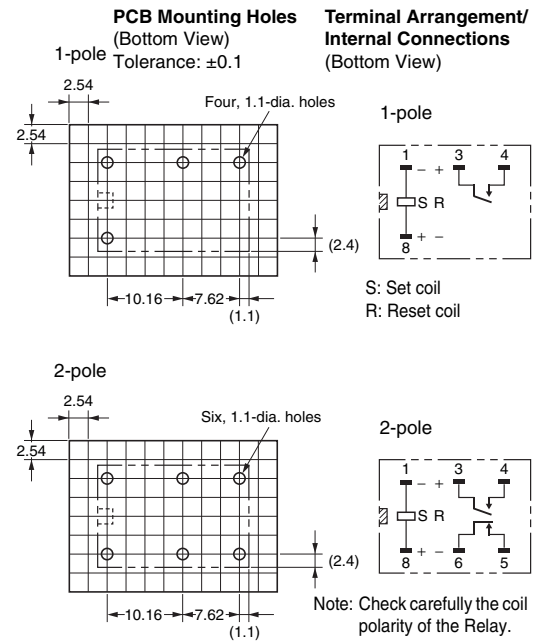 PCB Mounting Holes
(Bottom View)
Tolerance: ±0.1
Terminal Arrangement/
Internal Connections
(Bottom View)
1-pole
2.54
2.54
Four, 1.1-dia. holes
(2.4)
10.16
7.62
(1.1)
1-pole
1
3
4
- +
S R
+ -
8
S: Set coil
R: Reset coil
2-pole
2.54
2.54
Six, 1.1-dia. holes
(2.4)
10.16
7.62
(1.1)
2-pole
1
3
4
- +
S R
+ -
8
6
5
Note: Check carefully the coil
polarity of the Relay.